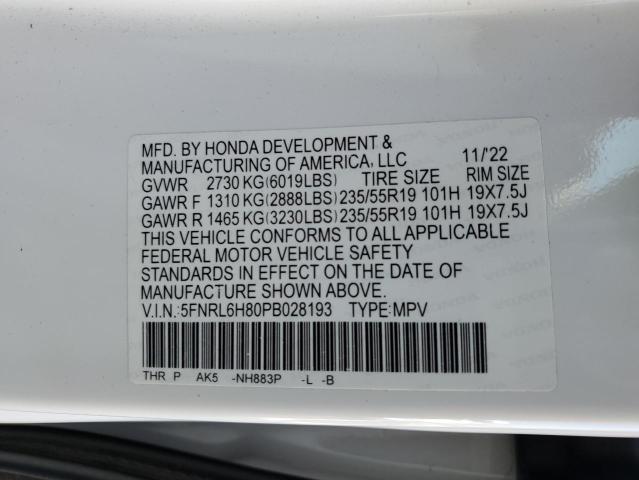 MFD. BY HONDA DEVELOPMENT &
MANUFACTURING OF AMERICA, LLC 11/'22
GVWR 2730 KG(6019LBS) TIRE SIZE RIM SIZE
GAWR F 1310 KG(2888LBS)235/55R19 101H 19X7.5J
GAWR R 1465 KG(3230LBS)235/55R19 101H 19X7.5J
THIS VEHICLE CONFORMS TO ALL APPLICABLE
FEDERAL MOTOR VEHICLE SAFETY
STANDARDS IN EFFECT ON THE DATE OF
MANUFACTURE SHOWN ABOVE.
V.I.N.:5FNRL6H80PB028193 TYPE:MPV
THR P AK5 -NH883P -L -B